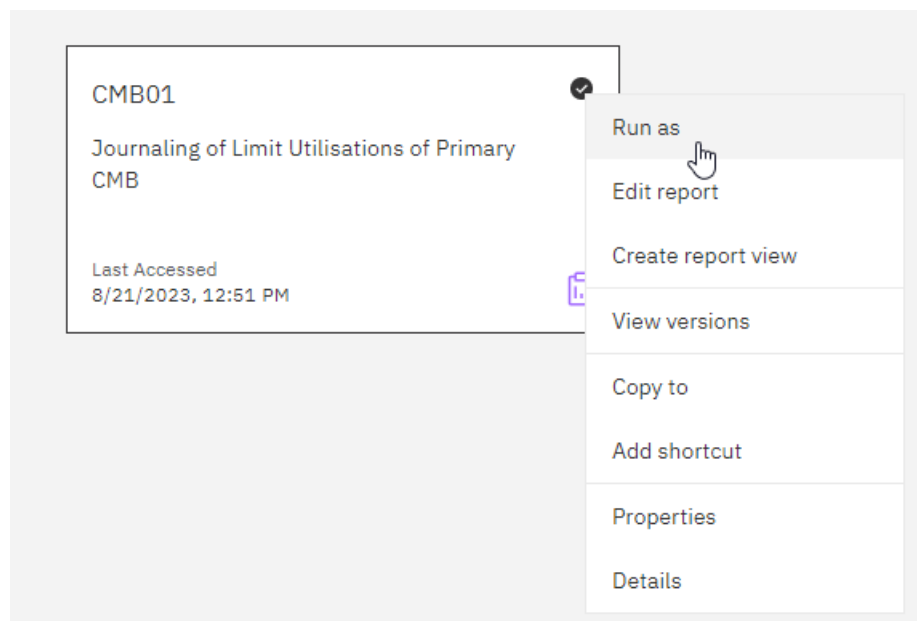 CMB01
Journaling of Limit Utilisations of Primary
CMB
Last Accessed
8/21/2023, 12:51 PM
Run as
Edit report
Create report view
View versions
Copy to
Add shortcut
Properties
Details